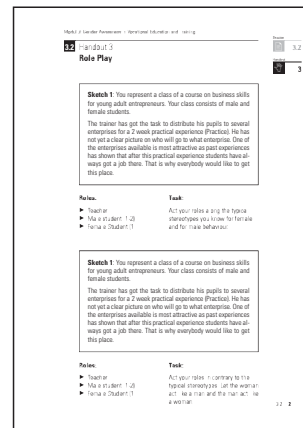 3.2 Handout 3
Role Play
3.2
3
Sketch 1: You represent a class of a course on business skills
for young adult entrepreneurs. Your class consists of male and
female students.
The trainer has got the task to distribute his pupils to several
enterprises for a 2 week practical experience (Practice). He has
not yet a clear picture on who will go to what enterprise. One of
the enterprises available is most attractive as past experiences
has shown that after this practical experience students have al-
ways got a job there. That is why everybody would like to get
this place.
Roles:
Task:
► Teacher
► Male student (1-2)
► Female Student (1
Act your roles along the typical
stereotypes you know for female
and for male behaviour.
Sketch 1: You represent a class of a course on business skills
for young adult entrepreneurs. Your class consists of male and
female students.
The trainer has got the task to distribute his pupils to several
enterprises for a 2 week practical experience (Practice). He has
not yet a clear picture on who will go to what enterprise. One of
the enterprises available is most attractive as past experiences
has shown that after this practical experience students have al-
ways got a job there. That is why everybody would like to get
this place.
Roles:
Task:
► Teacher
► Male student (1-2)
► Female Student (1
Act your roles in contrary to the
typical stereotypes. Let the woman
act like a man and the man act like
a woman
3.2 2